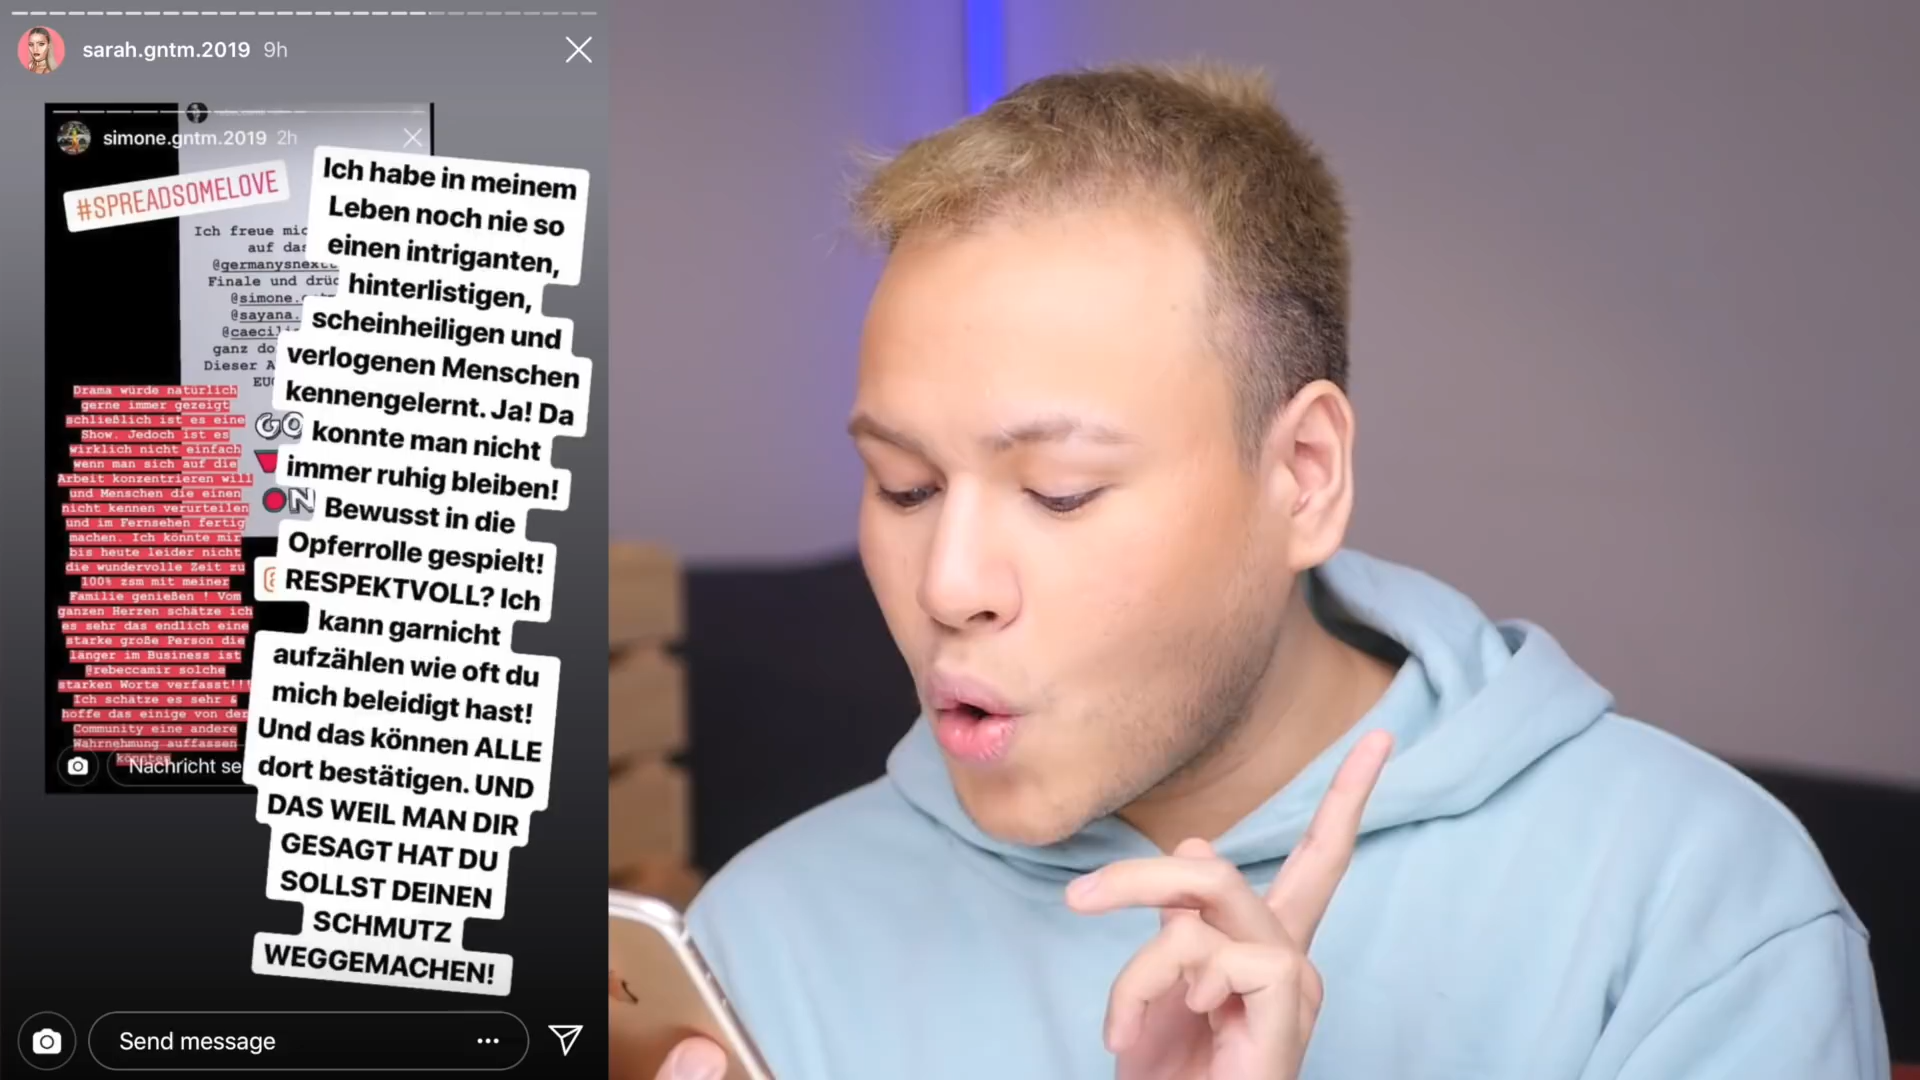 sarah.gntm.2019 9h
simone.gntm.2019 2h
#SPREADSOMELOVE
Ich freue
auf das
Finale und
@simone.
@sayana.
ganz
Dieser
GO
ON
Drama würde natürlich
gerne immer gezeigt
schließlich ist es eine
Show. Jedoch ist es
wirklich nicht einfach
wenn man sich auf die
Arbeit konzentrieren will
und Menschen die einen
nicht kennen verurteilen
und im Fernsehen fertig
machen. Ich könnte mir
bis heute leider nicht
die wundervolle Zeit zu
100% zsm mit meiner
Familie genießen ! Vom
ganzen Herzen schätze ich
es sehr das endlich eine
starke große Person die
länger im Business ist
@rebeccamir solche
starken Worte verfasst!!!
Ich schätze es sehr &
hoffe das einige von der
Community eine andere
Wahrnehmung auffassen
konnten
Nachricht se
Ich habe in meinem
Leben noch nie so
einen intriganten,
hinterlistigen,
scheinheiligen und
verlogenen Menschen
kennengelernt. Ja! Da
konnte man nicht
immer ruhig bleiben!
Bewusst in die
Opferrolle gespielt!
RESPEKTVOLL? Ich
kann garnicht
aufzählen wie oft du
mich beleidigt hast!
Und das können ALLE
dort bestätigen. UND
DAS WEIL MAN DIR
GESAGT HAT DU
SOLLST DEINEN
SCHMUTZ
WEGGEMACHEN!
Send message